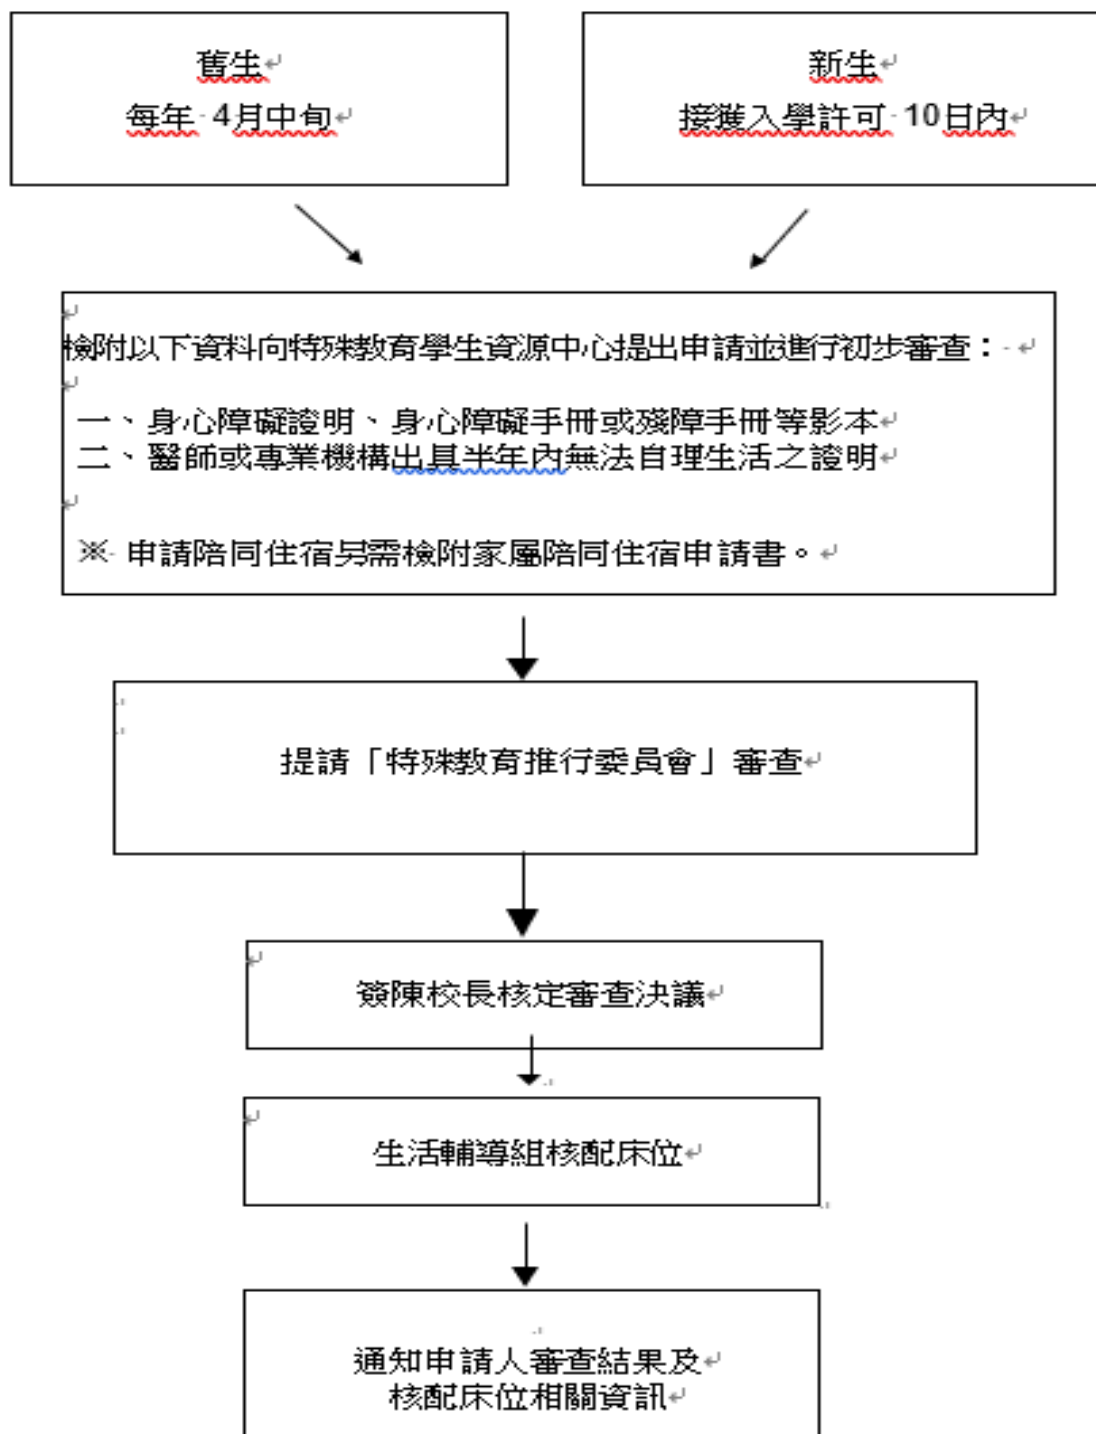 舊生
每年 4月中旬
新生
接獲入學許可 10日內
檢附以下資料向特殊教育學生資源中心提出申請並進行初步審查：
一、身心障礙證明、身心障礙手冊或殘障手冊等影本
二、醫師或專業機構出具半年內無法自理生活之證明
※ 申請陪同住宿另需檢附家屬陪同住宿申請書。
提請「特殊教育推行委員會」審查
簽陳校長核定審查決議
生活輔導組核配床位
通知申請人審查結果及
核配床位相關資訊